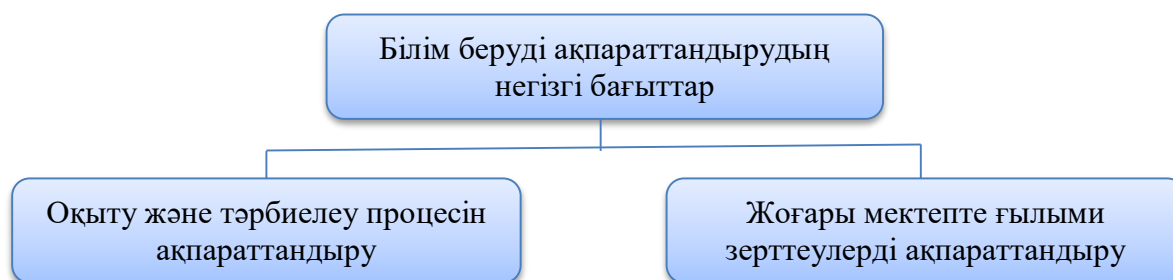 Білім беруді ақпараттандырудың
негізгі бағыттар
Оқыту және тәрбиелеу процесін
ақпараттандыру
Жоғары мектепте ғылыми
зерттеулерді ақпараттандыру